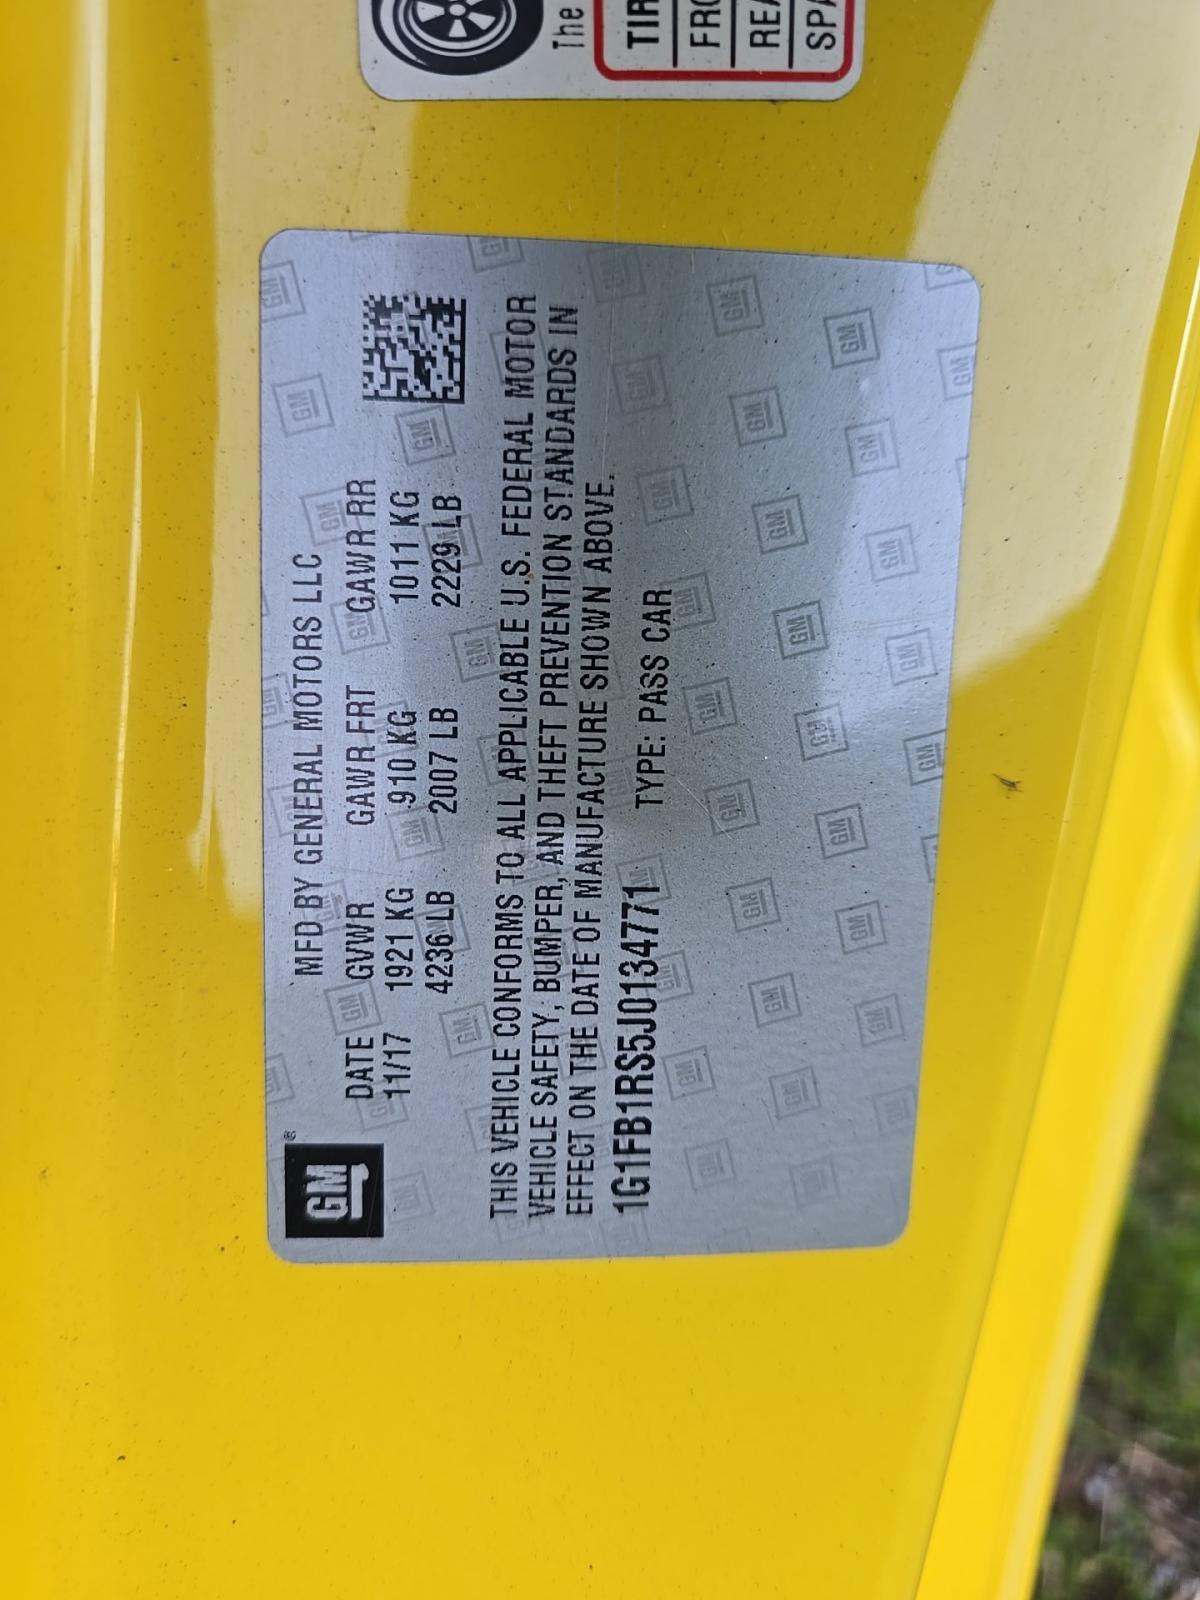 The
TIR
FRO
REA
SPA
MFD BY GENERAL MOTORS LLC
DATE GVWR GAWR FRT GAWR RR
11/17 1921 KG 910 KG 1011 KG
4236 LB 2007 LB 2229 LB
THIS VEHICLE CONFORMS TO ALL APPLICABLE U.S. FEDERAL MOTOR
VEHICLE SAFETY, BUMPER, AND THEFT PREVENTION STANDARDS IN
EFFECT ON THE DATE OF MANUFACTURE SHOWN ABOVE.
1G1FB1RS5J0134771 TYPE: PASS CAR
GM®